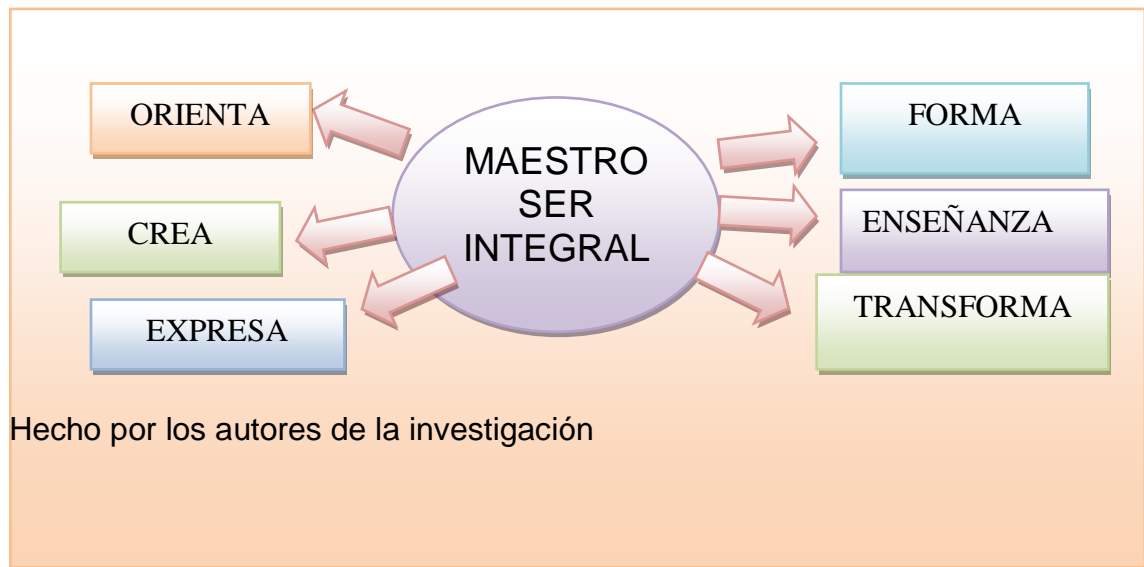 ORIENTA
CREA
EXPRESA
MAESTRO
SER
INTEGRAL
FORMA
ENSEÑANZA
TRANSFORMA
Hecho por los autores de la investigación